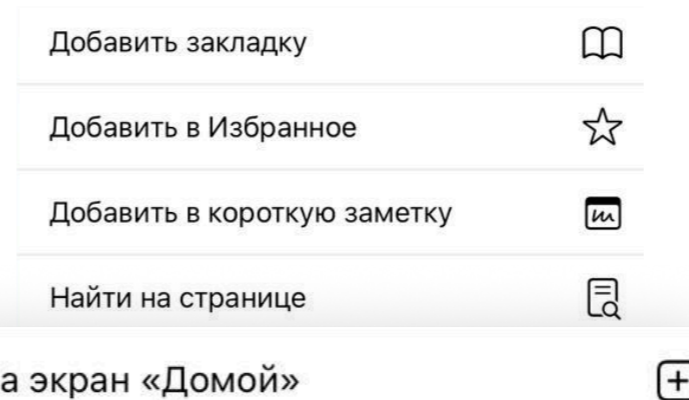 Добавить закладку
Добавить в Избранное
Добавить в короткую заметку
Найти на странице
а экран «Домой»